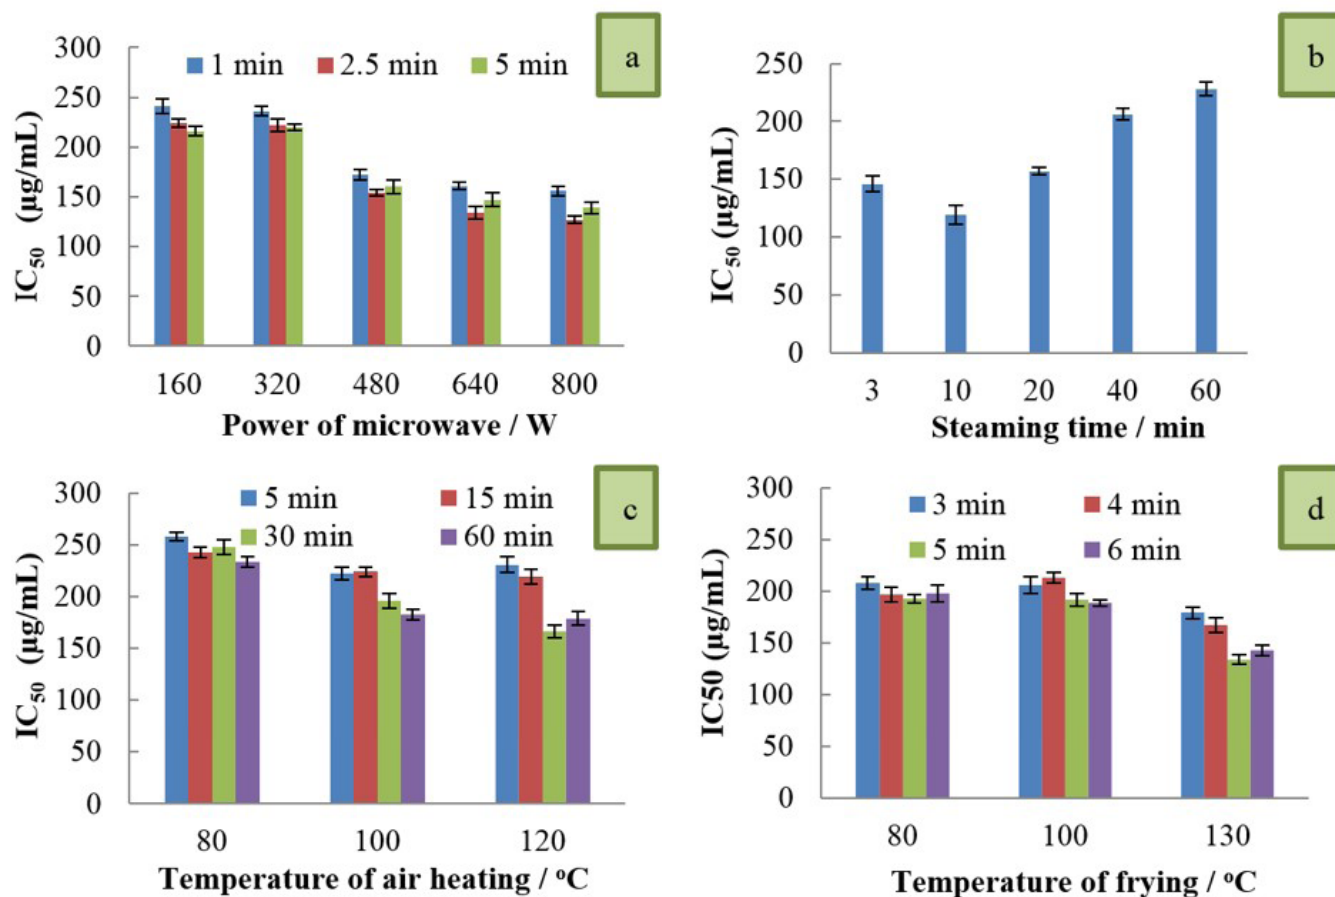 a
300
250
200
150
100
50
0
IC₅₀ (µg/mL)
1 min 2.5 min 5 min
160 320 480 640 800
Power of microwave / W
b
250
200
150
100
50
0
IC₅₀ (µg/mL)
3 10 20 40 60
Steaming time / min
c
300
250
200
150
100
50
0
IC₅₀ (µg/mL)
5 min 15 min
30 min 60 min
80 100 120
Temperature of air heating / ᵒC
d
300
250
200
150
100
50
0
IC50 (µg/mL)
3 min 4 min
5 min 6 min
80 100 130
Temperature of frying / ᵒC